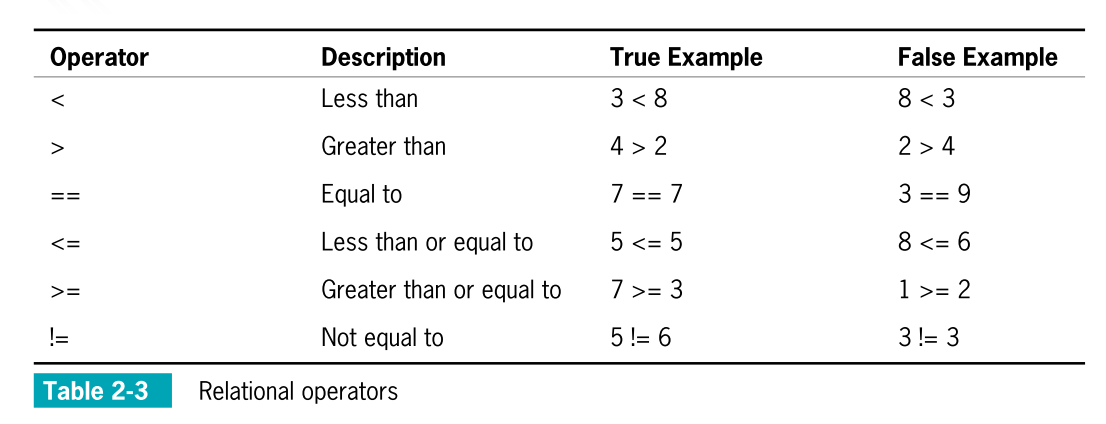 Operator Description True Example False Example
< Less than 3 < 8 8 < 3
> Greater than 4 > 2 2 > 4
== Equal to 7 == 7 3 == 9
<= Less than or equal to 5 <= 5 8 <= 6
>= Greater than or equal to 7 >= 3 1 >= 2
!= Not equal to 5 != 6 3 != 3
Table 2-3 Relational operators